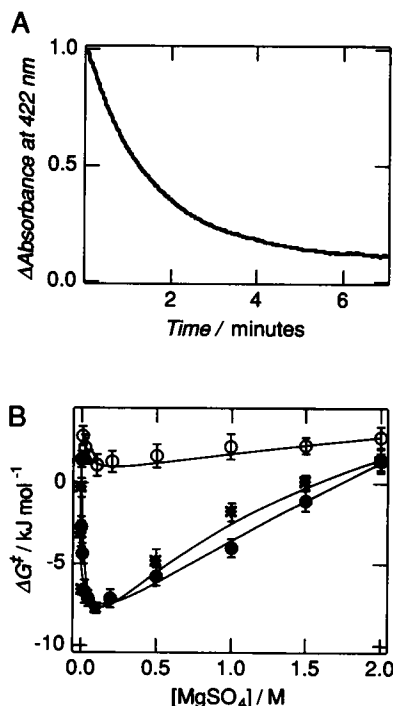 A
ΔAbsorbance at 422 nm
1.0
0.5
0.0
2
4
6
Time / minutes
B
ΔG‡ / kJ mol⁻¹
0
-5
-10
0.0 0.5 1.0 1.5 2.0
[MgSO₄] / M